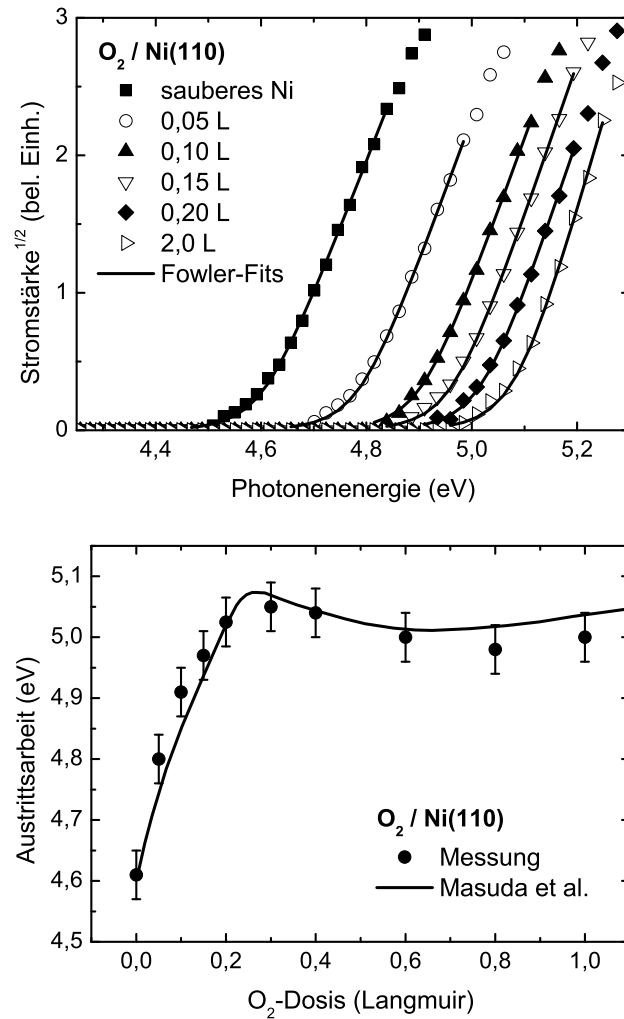 3
2
1
0
Stromstärke^1/2 (bel. Einh.)
O₂ / Ni(110)
sauberes Ni
0,05 L
0,10 L
0,15 L
0,20 L
2,0 L
Fowler-Fits
4,4 4,6 4,8 5,0 5,2
Photonenenergie (eV)
5,1
5,0
4,9
4,8
4,7
4,6
4,5
Austrittsarbeit (eV)
O₂ / Ni(110)
Messung
Masuda et al.
0,0 0,2 0,4 0,6 0,8 1,0
O₂-Dosis (Langmuir)